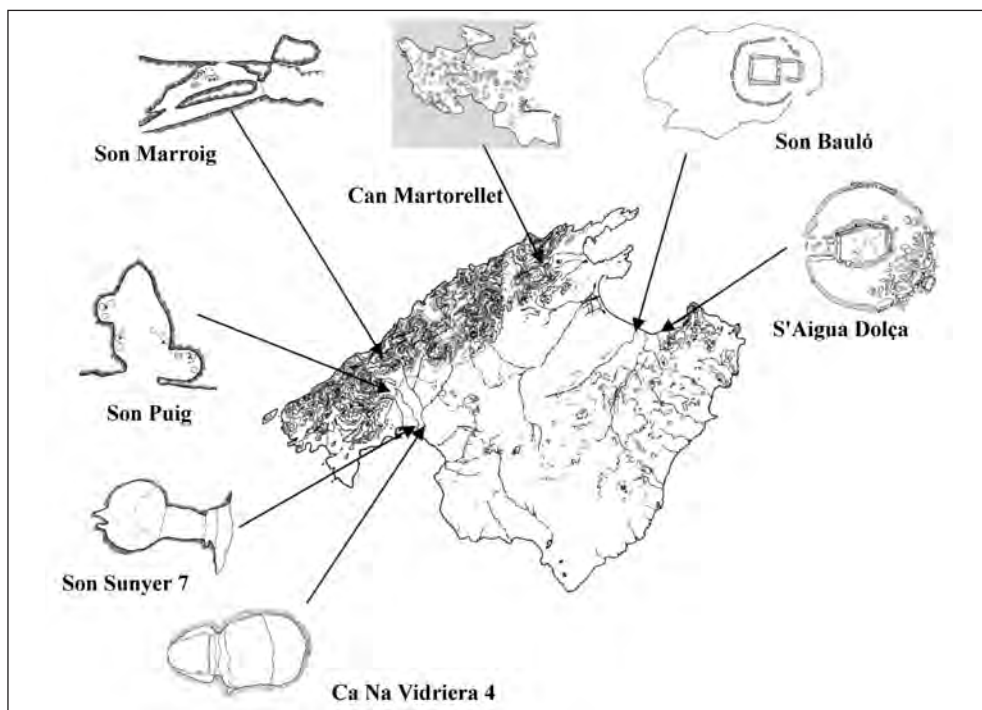 Son Marroig
Can Martorellet
Son Bauló
S'Aigua Dolça
Son Puig
Son Sunyer 7
Ca Na Vidriera 4